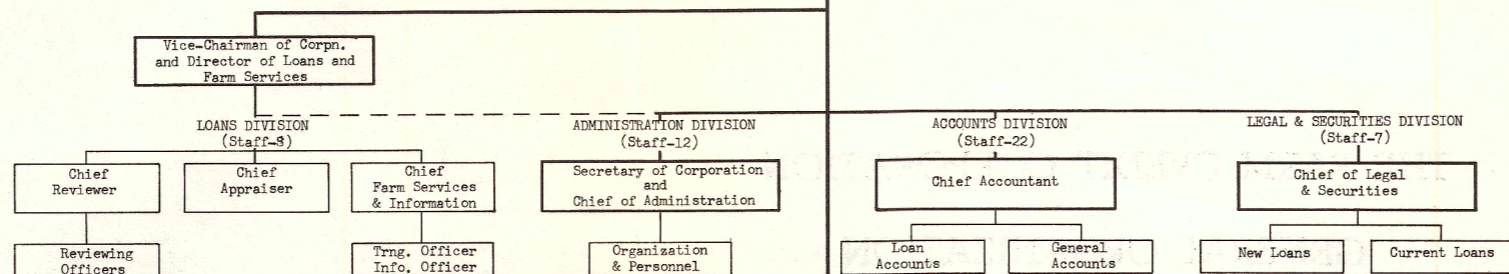 Vice-Chairman of Corpn.
and Director of Loans and
Farm Services
LOANS DIVISION
(Staff-8)
ADMINISTRATION DIVISION
(Staff-12)
ACCOUNTS DIVISION
(Staff-22)
LEGAL & SECURITIES DIVISION
(Staff-7)
Chief
Reviewer
Chief
Appraiser
Chief
Farm Services
& Information
Secretary of Corporation
and
Chief of Administration
Chief Accountant
Chief of Legal
& Securities
Reviewing
Officers
Trng. Officer
Info. Officer
Organization
& Personnel
Loan
Accounts
General
Accounts
New Loans
Current Loans